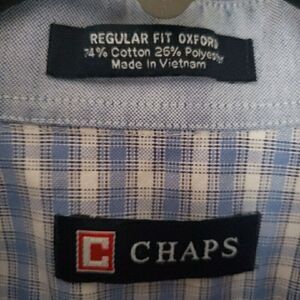 REGULAR FIT OXFORD
74% Cotton 26% Polyester
Made In Vietnam
C CHAPS